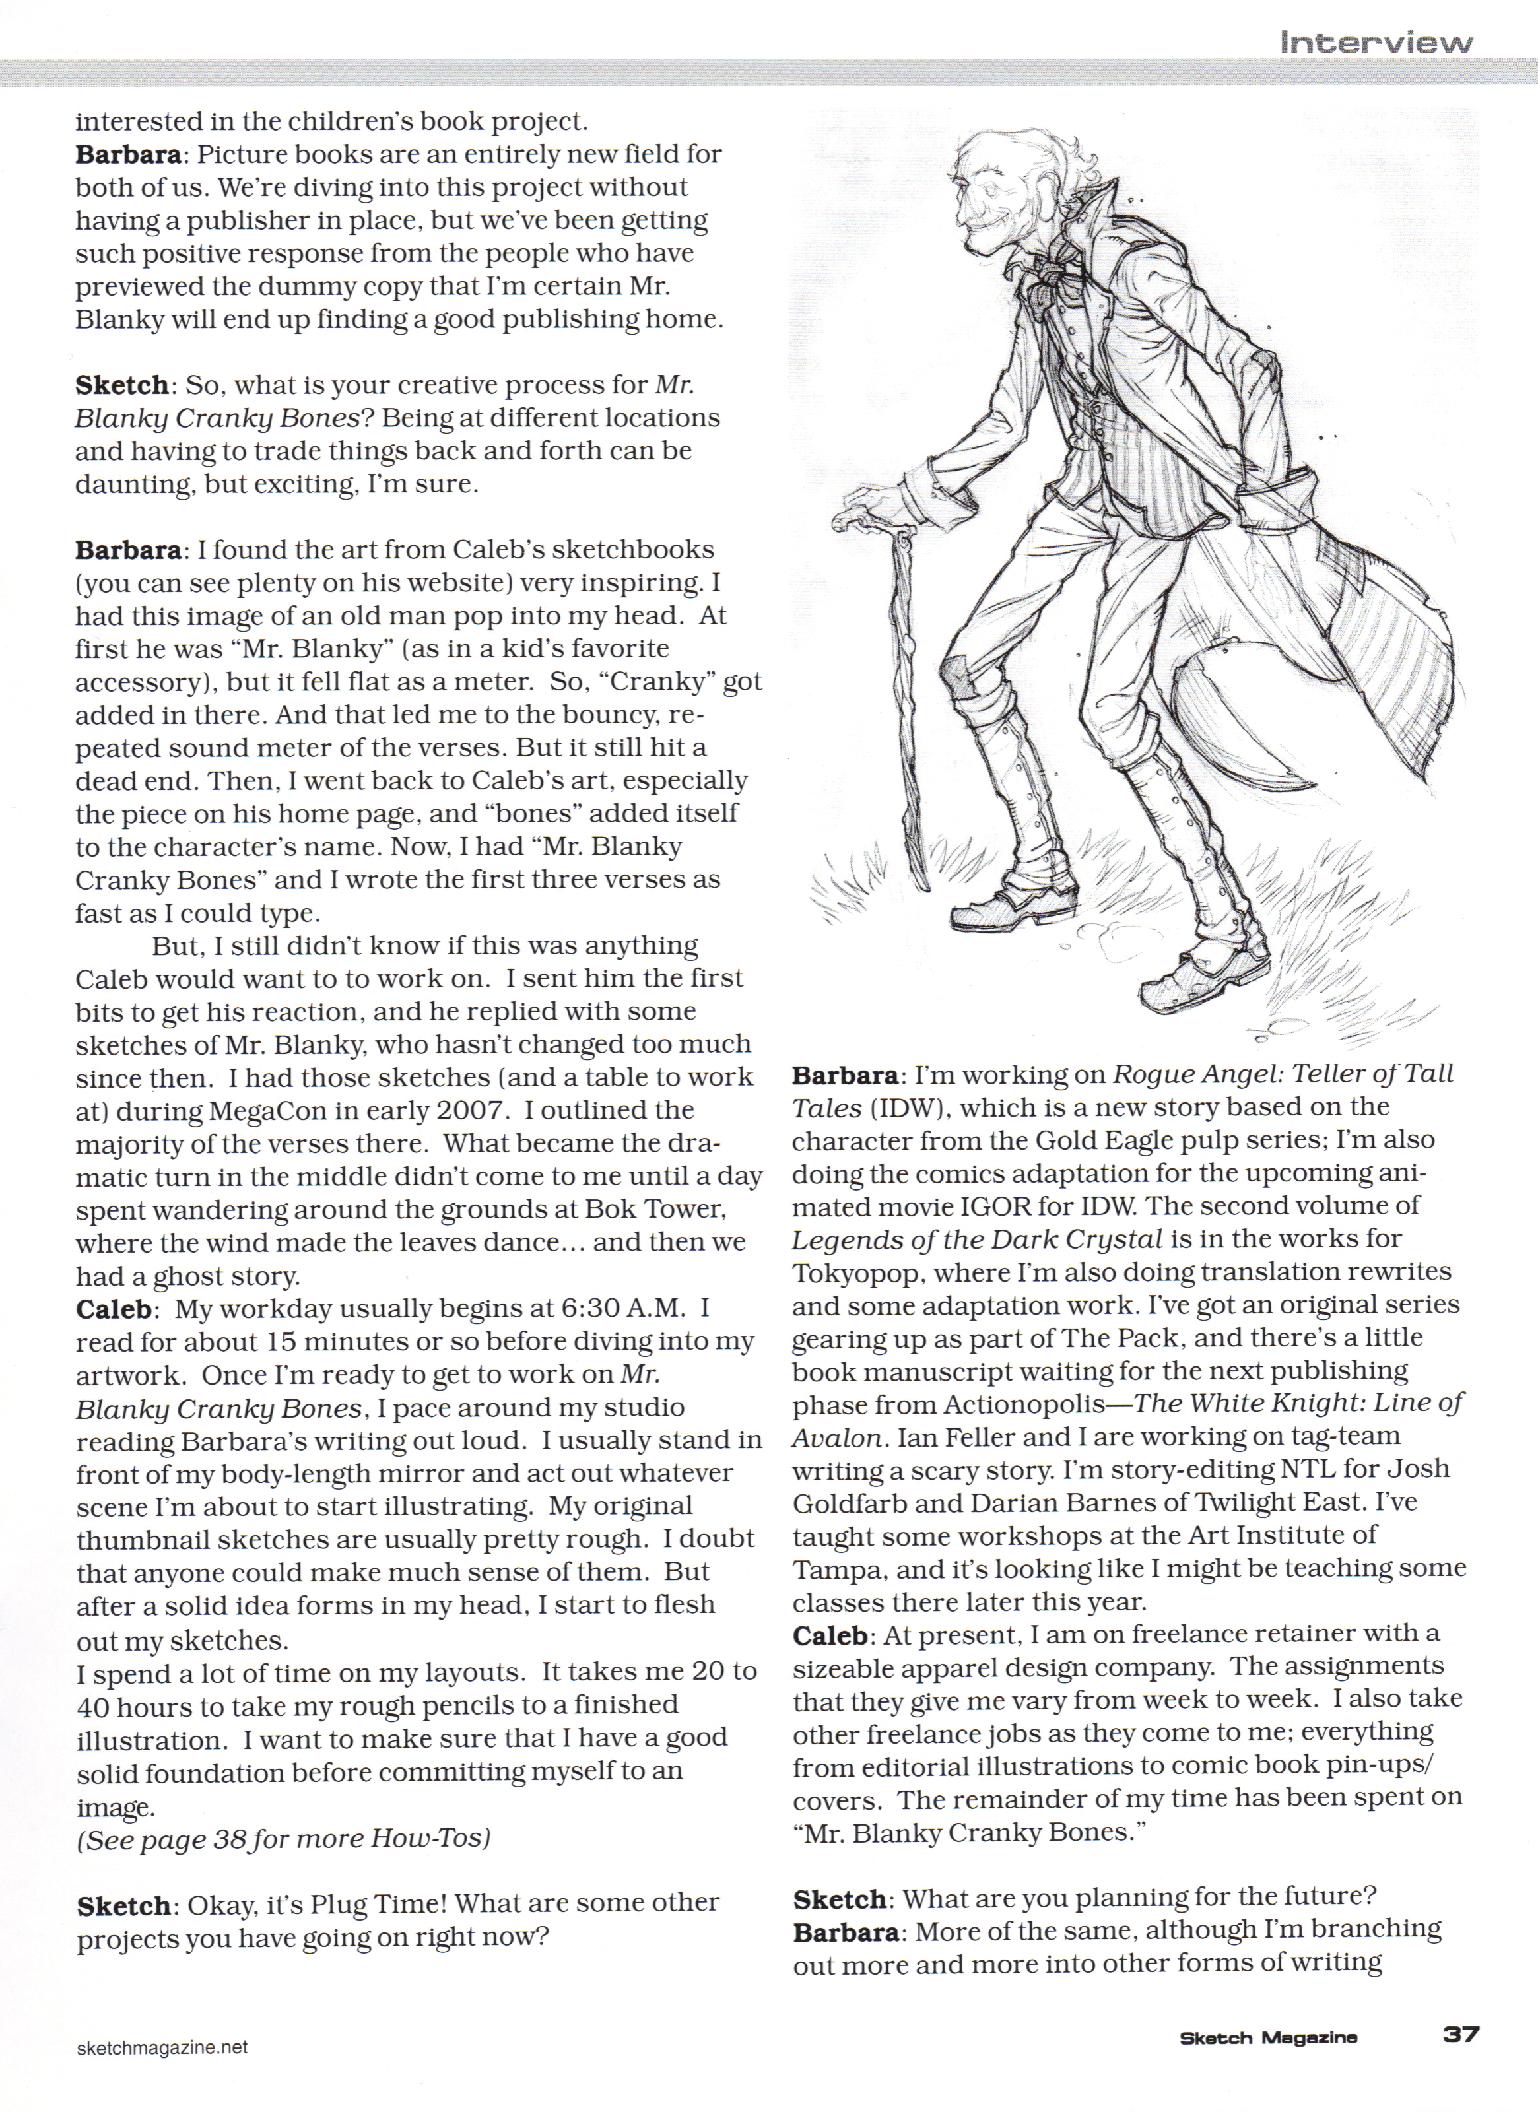 Interview
interested in the children's book project.
Barbara: Picture books are an entirely new field for
both of us. We're diving into this project without
having a publisher in place, but we've been getting
such positive response from the people who have
previewed the dummy copy that I'm certain Mr.
Blanky will end up finding a good publishing home.
Sketch: So, what is your creative process for Mr.
Blanky Cranky Bones? Being at different locations
and having to trade things back and forth can be
daunting, but exciting, I'm sure.
Barbara: I found the art from Caleb's sketchbooks
(you can see plenty on his website) very inspiring. I
had this image of an old man pop into my head.  At
first he was “Mr. Blanky” (as in a kid's favorite
accessory), but it fell flat as a meter.  So, “Cranky” got
added in there. And that led me to the bouncy, re-
peated sound meter of the verses. But it still hit a
dead end. Then, I went back to Caleb's art, especially
the piece on his home page, and “bones” added itself
to the character's name. Now, I had “Mr. Blanky
Cranky Bones” and I wrote the first three verses as
fast as I could type.
But, I still didn't know if this was anything
Caleb would want to to work on.  I sent him the first
bits to get his reaction, and he replied with some
sketches of Mr. Blanky, who hasn't changed too much
since then.  I had those sketches (and a table to work
at) during MegaCon in early 2007.  I outlined the
majority of the verses there.  What became the dra-
matic turn in the middle didn't come to me until a day
spent wandering around the grounds at Bok Tower,
where the wind made the leaves dance... and then we
had a ghost story.
Caleb:  My workday usually begins at 6:30 A.M.  I
read for about 15 minutes or so before diving into my
artwork.  Once I'm ready to get to work on Mr.
Blanky Cranky Bones, I pace around my studio
reading Barbara's writing out loud.  I usually stand in
front of my body-length mirror and act out whatever
scene I'm about to start illustrating.  My original
thumbnail sketches are usually pretty rough.  I doubt
that anyone could make much sense of them.  But
after a solid idea forms in my head, I start to flesh
out my sketches.
I spend a lot of time on my layouts.  It takes me 20 to
40 hours to take my rough pencils to a finished
illustration.  I want to make sure that I have a good
solid foundation before committing myself to an
image.
(See page 38 for more How-Tos)
Sketch: Okay, it's Plug Time! What are some other
projects you have going on right now?
Barbara: I'm working on Rogue Angel: Teller of Tall
Tales (IDW), which is a new story based on the
character from the Gold Eagle pulp series; I'm also
doing the comics adaptation for the upcoming ani-
mated movie IGOR for IDW. The second volume of
Legends of the Dark Crystal is in the works for
Tokyopop, where I'm also doing translation rewrites
and some adaptation work. I've got an original series
gearing up as part of The Pack, and there's a little
book manuscript waiting for the next publishing
phase from Actionopolis—The White Knight: Line of
Avalon. Ian Feller and I are working on tag-team
writing a scary story. I'm story-editing NTL for Josh
Goldfarb and Darian Barnes of Twilight East. I've
taught some workshops at the Art Institute of
Tampa, and it's looking like I might be teaching some
classes there later this year.
Caleb: At present, I am on freelance retainer with a
sizeable apparel design company.  The assignments
that they give me vary from week to week.  I also take
other freelance jobs as they come to me; everything
from editorial illustrations to comic book pin-ups/
covers.  The remainder of my time has been spent on
“Mr. Blanky Cranky Bones.”
Sketch: What are you planning for the future?
Barbara: More of the same, although I'm branching
out more and more into other forms of writing
sketchmagazine.net
Sketch Magazine 37